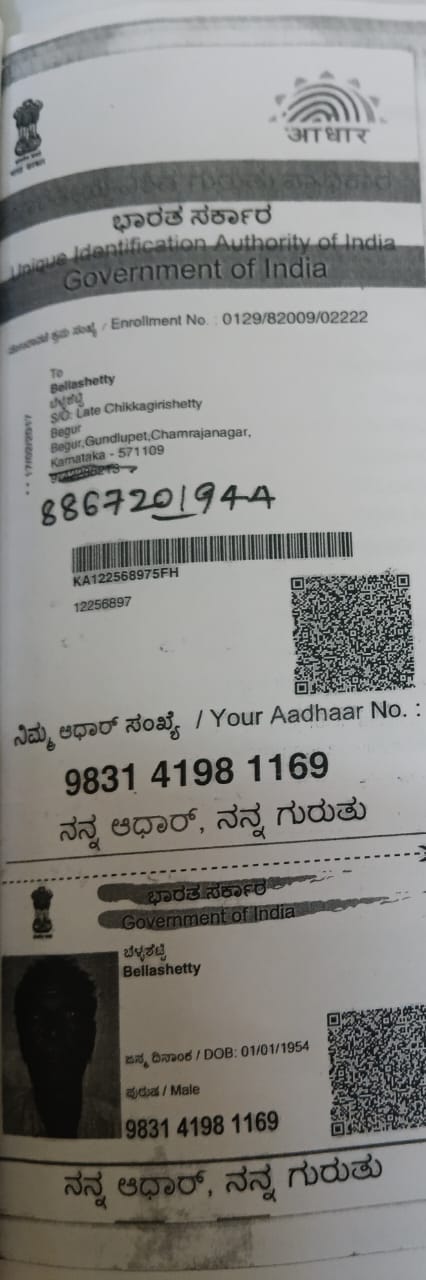 आधार
ಭಾರತ ಸರ್ಕಾರ
Unique Identification Authority of India
Government of India
/ Enrollment No. : 0129/82009/02222
To
Bellashetty
ಬೆಳ್ಳಶೆಟ್ಟಿ
S/O: Late Chikkagirishetty
Begur
Begur,Gundlupet,Chamrajanagar,
Karnataka - 571109
8867201944
KA122568975FH
12256897
ನಿಮ್ಮ ಆಧಾರ್ ಸಂಖ್ಯೆ / Your Aadhaar No. :
9831 4198 1169
ನನ್ನ ಆಧಾರ್, ನನ್ನ ಗುರುತು
ಭಾರತ ಸರ್ಕಾರ
Government of India
ಬೆಳ್ಳಶೆಟ್ಟಿ
Bellashetty
ಜನ್ಮ ದಿನಾಂಕ / DOB: 01/01/1954
ಪುರುಷ / Male
9831 4198 1169
ನನ್ನ ಆಧಾರ್, ನನ್ನ ಗುರುತು